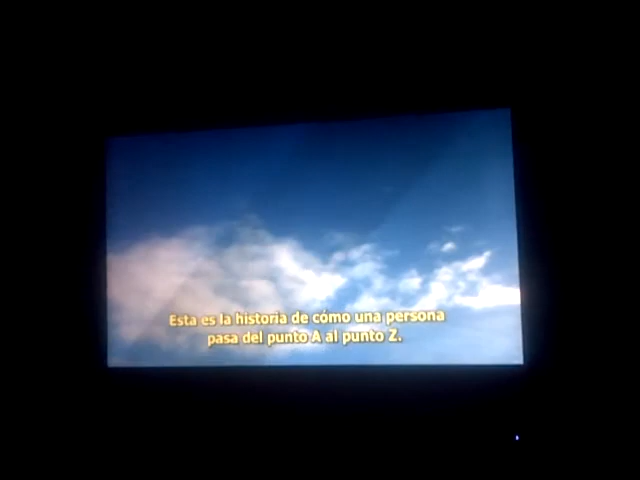 Esta es la historia de cómo una persona
pasa del punto A al punto Z.